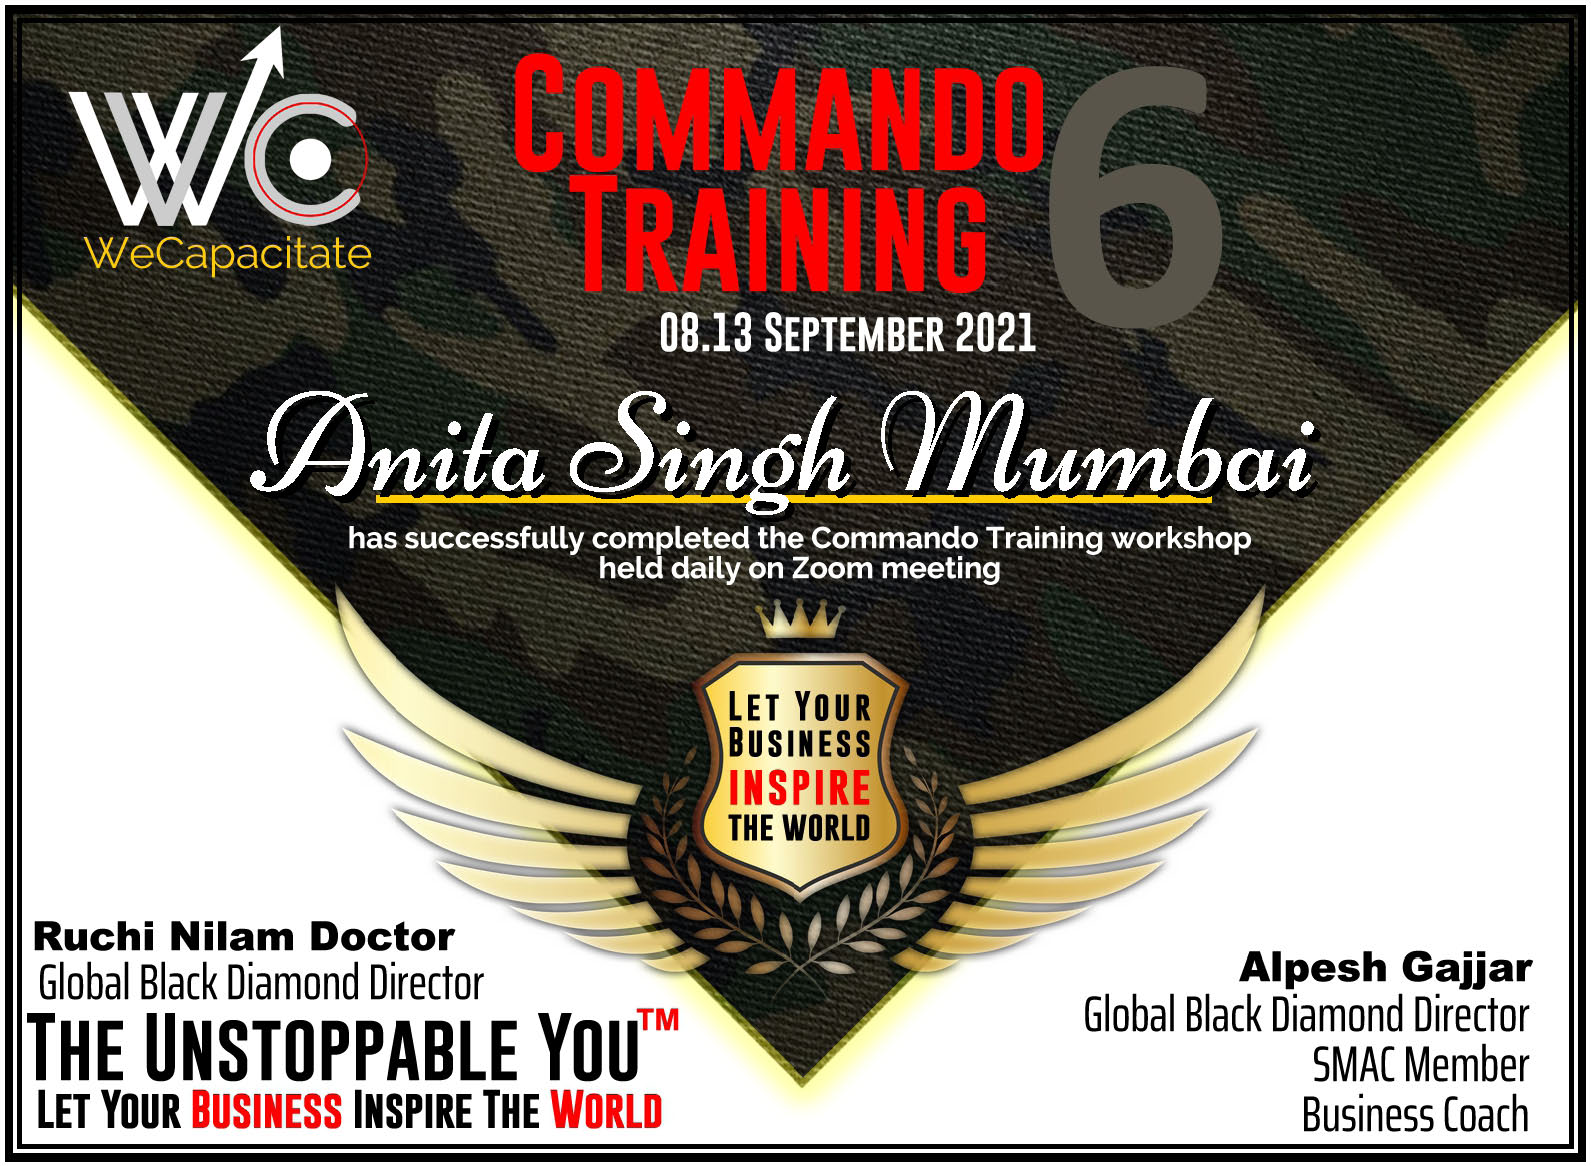 WC
WeCapacitate
COMMANDO
TRAINING
6
08.13 SEPTEMBER 2021
Anita Singh Mumbai
has successfully completed the Commando Training workshop
held daily on Zoom meeting
LET YOUR
BUSINESS
INSPIRE
THE WORLD
Ruchi Nilam Doctor
Global Black Diamond Director
THE UNSTOPPABLE YOU™
LET YOUR BUSINESS INSPIRE THE WORLD
Alpesh Gajjar
Global Black Diamond Director
SMAC Member
Business Coach